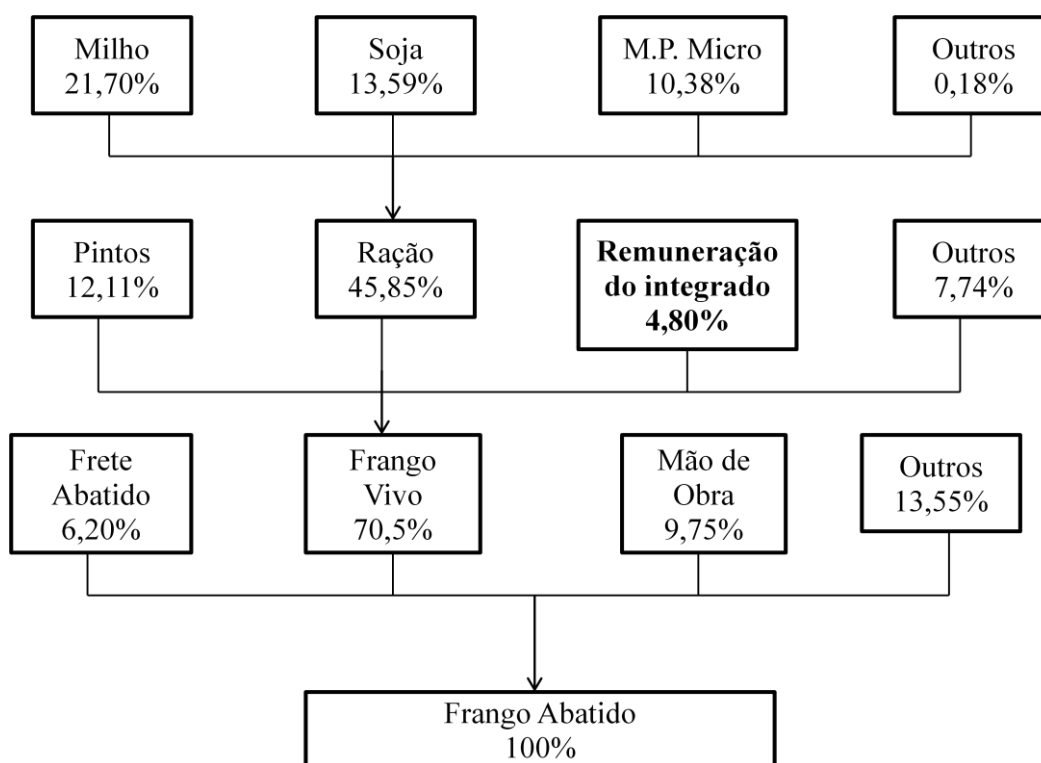 Milho
21,70%
Soja
13,59%
M.P. Micro
10,38%
Outros
0,18%
Pintos
12,11%
Ração
45,85%
Remuneração
do integrado
4,80%
Outros
7,74%
Frete
Abatido
6,20%
Frango
Vivo
70,5%
Mão de
Obra
9,75%
Outros
13,55%
Frango Abatido
100%